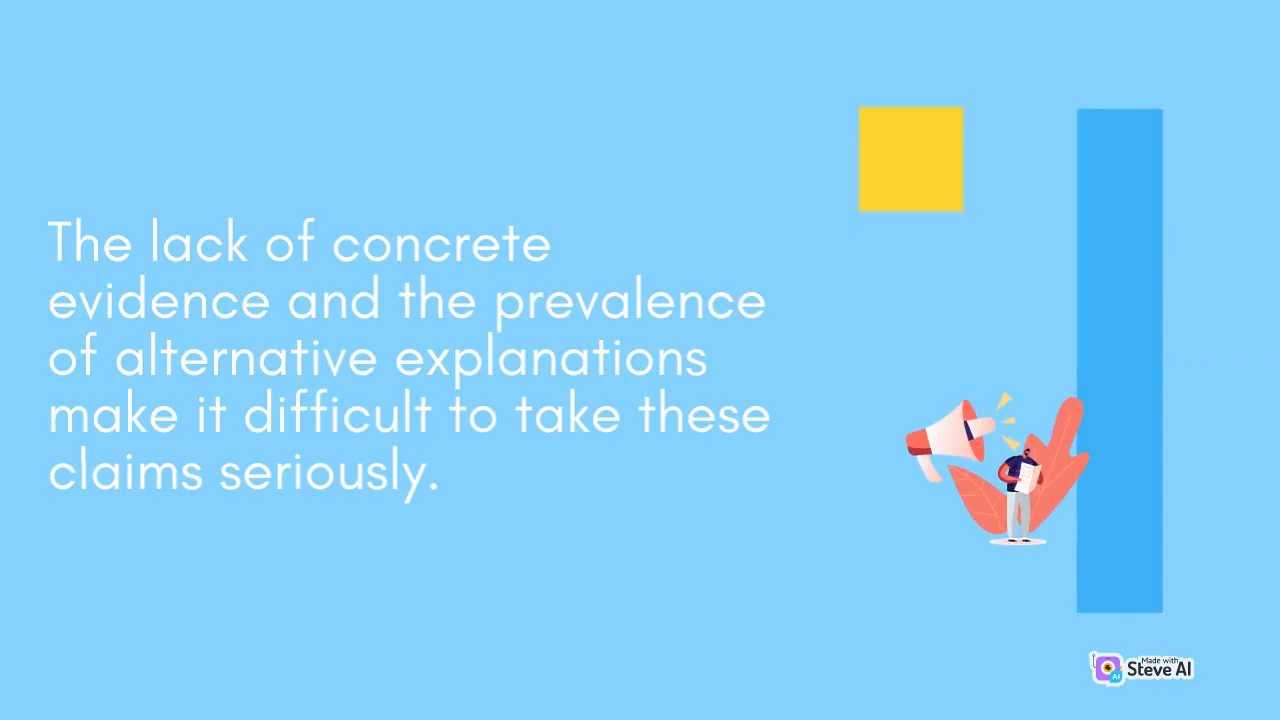 The lack of concrete
evidence and the prevalence
of alternative explanations
make it difficult to take these
claims seriously.
Made with
Steve AI
AI